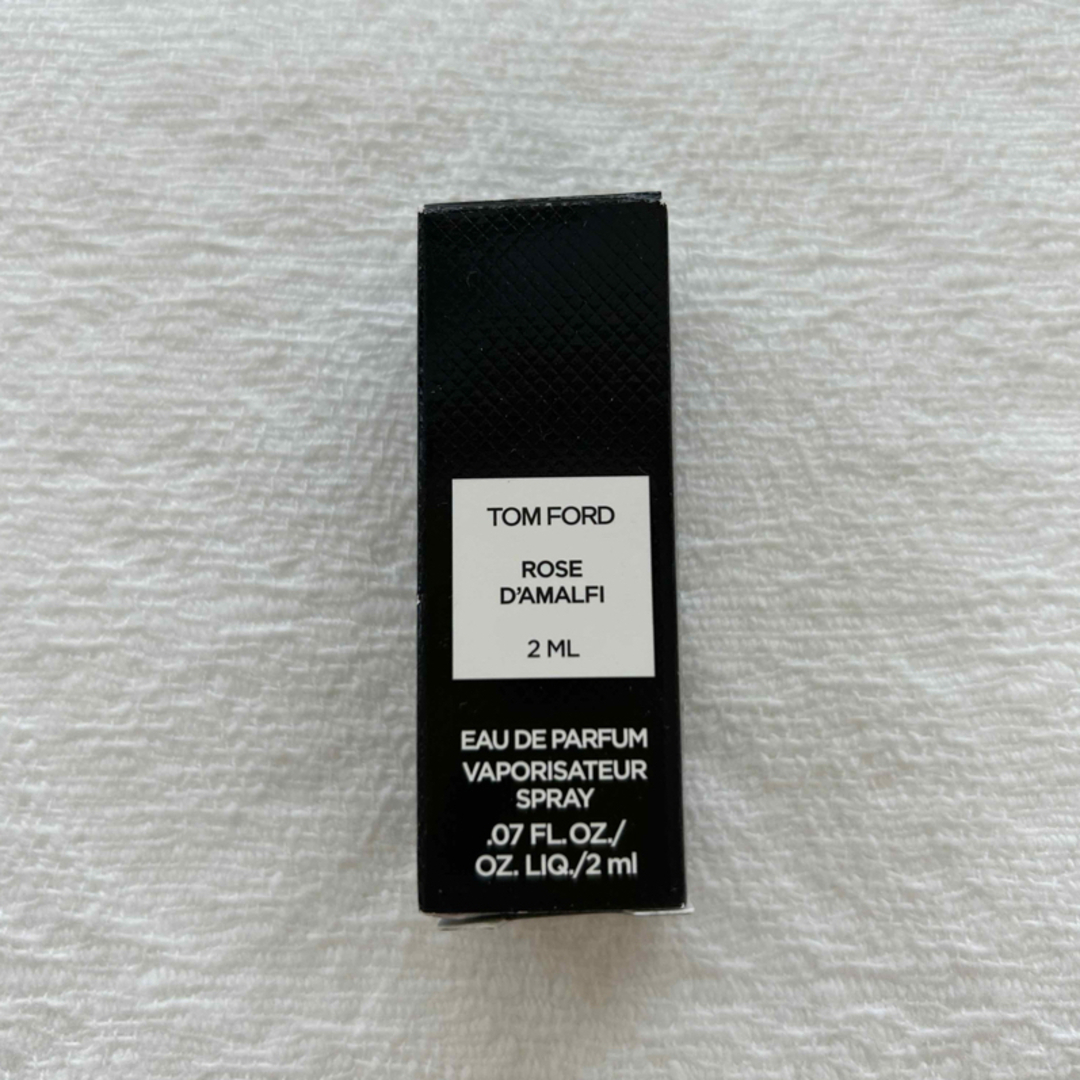 TOM FORD
ROSE
D'AMALFI
2 ML
EAU DE PARFUM
VAPORISATEUR
SPRAY
.07 FL.OZ./
OZ. LIQ./2 ml